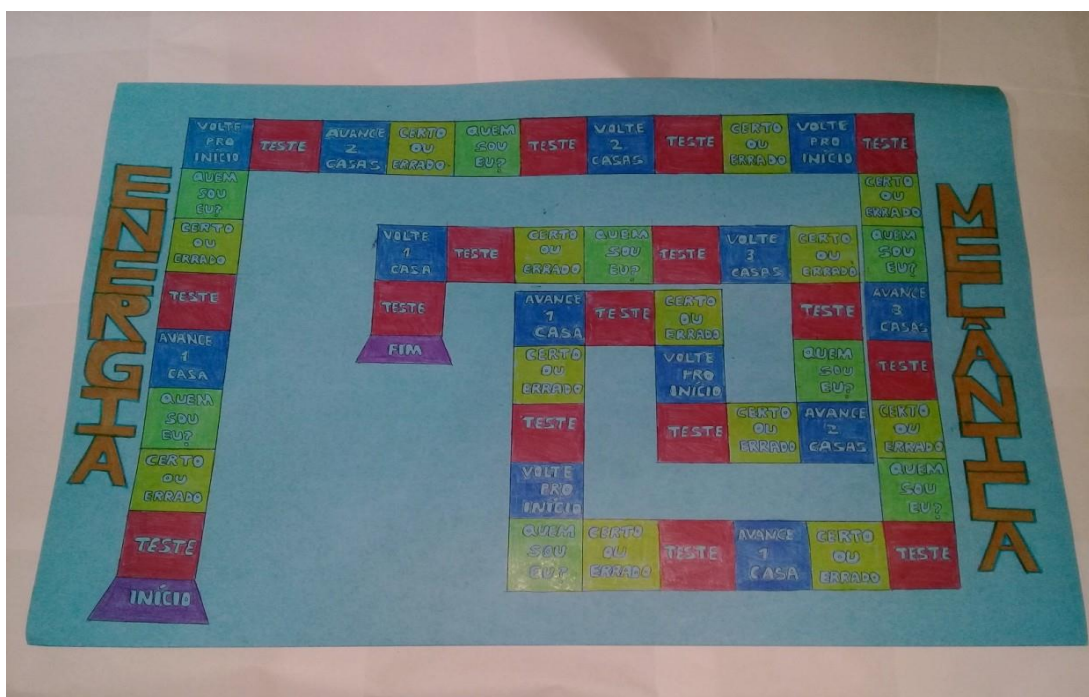 ENERGIA
MECÂNICA
INÍCIO
TESTE
CERTO
OU
ERRADO
QUEM
SOU
EU?
AVANCE
1
CASA
TESTE
CERTO
OU
ERRADO
QUEM
SOU
EU?
VOLTE
PRO
INÍCIO
TESTE
AVANCE
2
CASAS
CERTO
OU
ERRADO
QUEM
SOU
EU?
TESTE
VOLTE
2
CASAS
TESTE
CERTO
OU
ERRADO
VOLTE
PRO
INÍCIO
TESTE
CERTO
OU
ERRADO
QUEM
SOU
EU?
AVANCE
3
CASAS
TESTE
CERTO
OU
ERRADO
QUEM
SOU
EU?
TESTE
CERTO
OU
ERRADO
AVANCE
1
CASA
TESTE
CERTO
OU
ERRADO
QUEM
SOU
EU?
VOLTE
PRO
INÍCIO
TESTE
CERTO
OU
ERRADO
AVANCE
1
CASA
TESTE
CERTO
OU
ERRADO
VOLTE
PRO
INÍCIO
TESTE
CERTO
OU
ERRADO
AVANCE
2
CASAS
QUEM
SOU
EU?
TESTE
CERTO
OU
ERRADO
VOLTE
3
CASAS
TESTE
QUEM
SOU
EU?
CERTO
OU
ERRADO
TESTE
VOLTE
1
CASA
TESTE
FIM